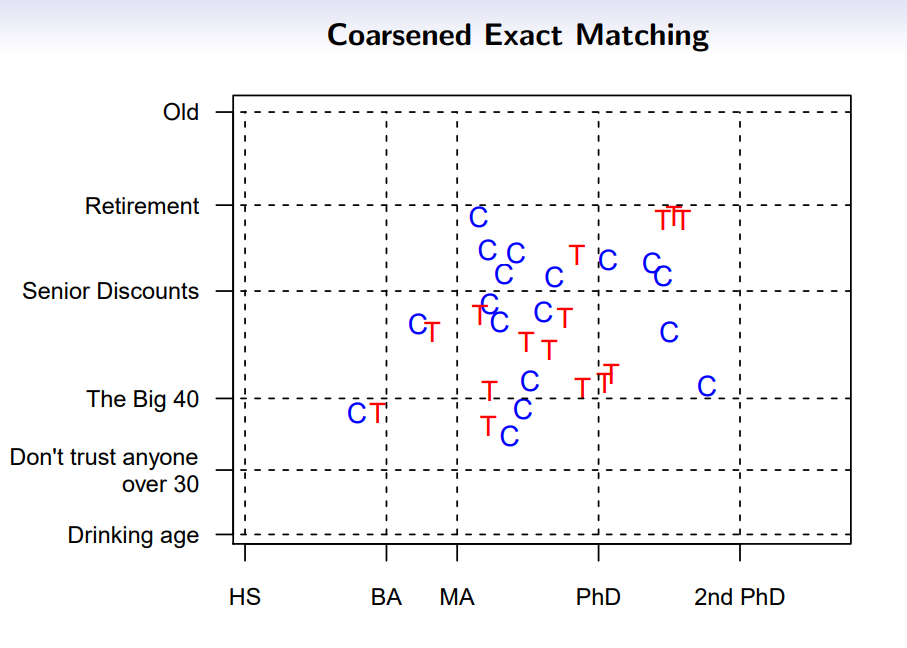 Coarsened Exact Matching
Old
Retirement
C
T T T
C C T C C
C C C
Senior Discounts
C
T C C T
C T C
T T
C T T
T T C
The Big 40
C T C
T C
Don't trust anyone
over 30
Drinking age
HS BA MA PhD 2nd PhD